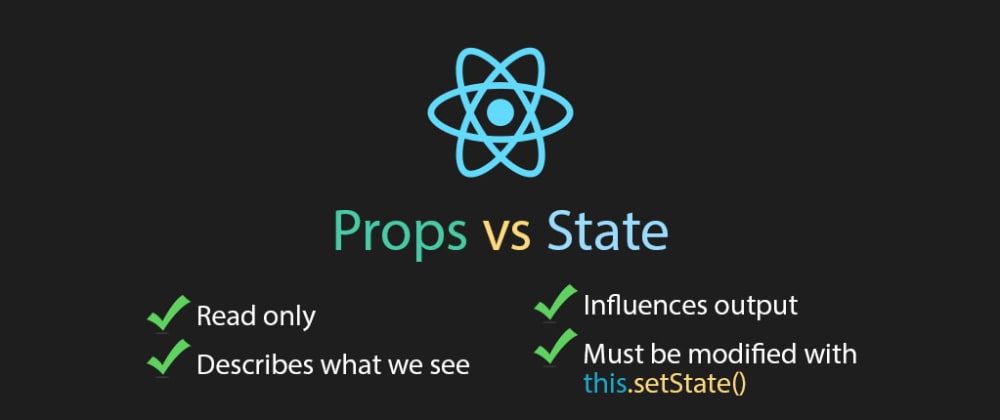 Props vs State
Read only
Describes what we see
Influences output
Must be modified with
this.setState()